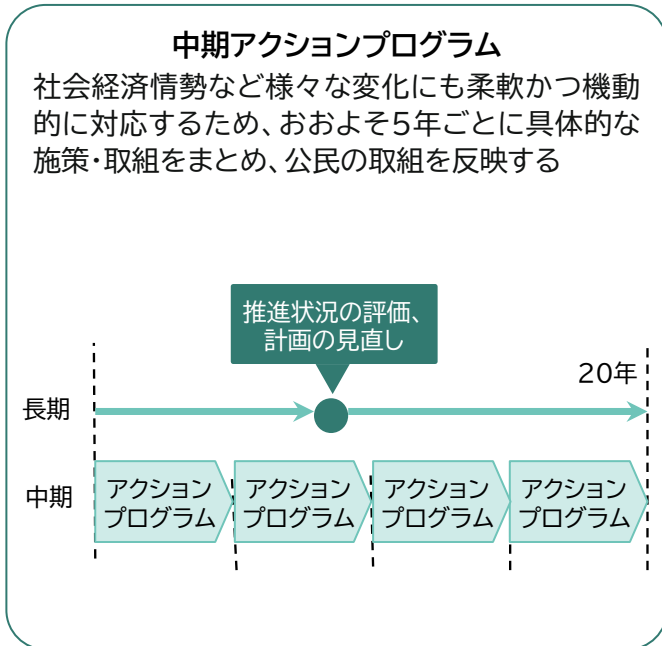 中期アクションプログラム
社会経済情勢など様々な変化にも柔軟かつ機動
的に対応するため、おおよそ5年ごとに具体的な
施策・取組をまとめ、公民の取組を反映する
推進状況の評価、
計画の見直し
20年
長期
中期
アクション
プログラム
アクション
プログラム
アクション
プログラム
アクション
プログラム